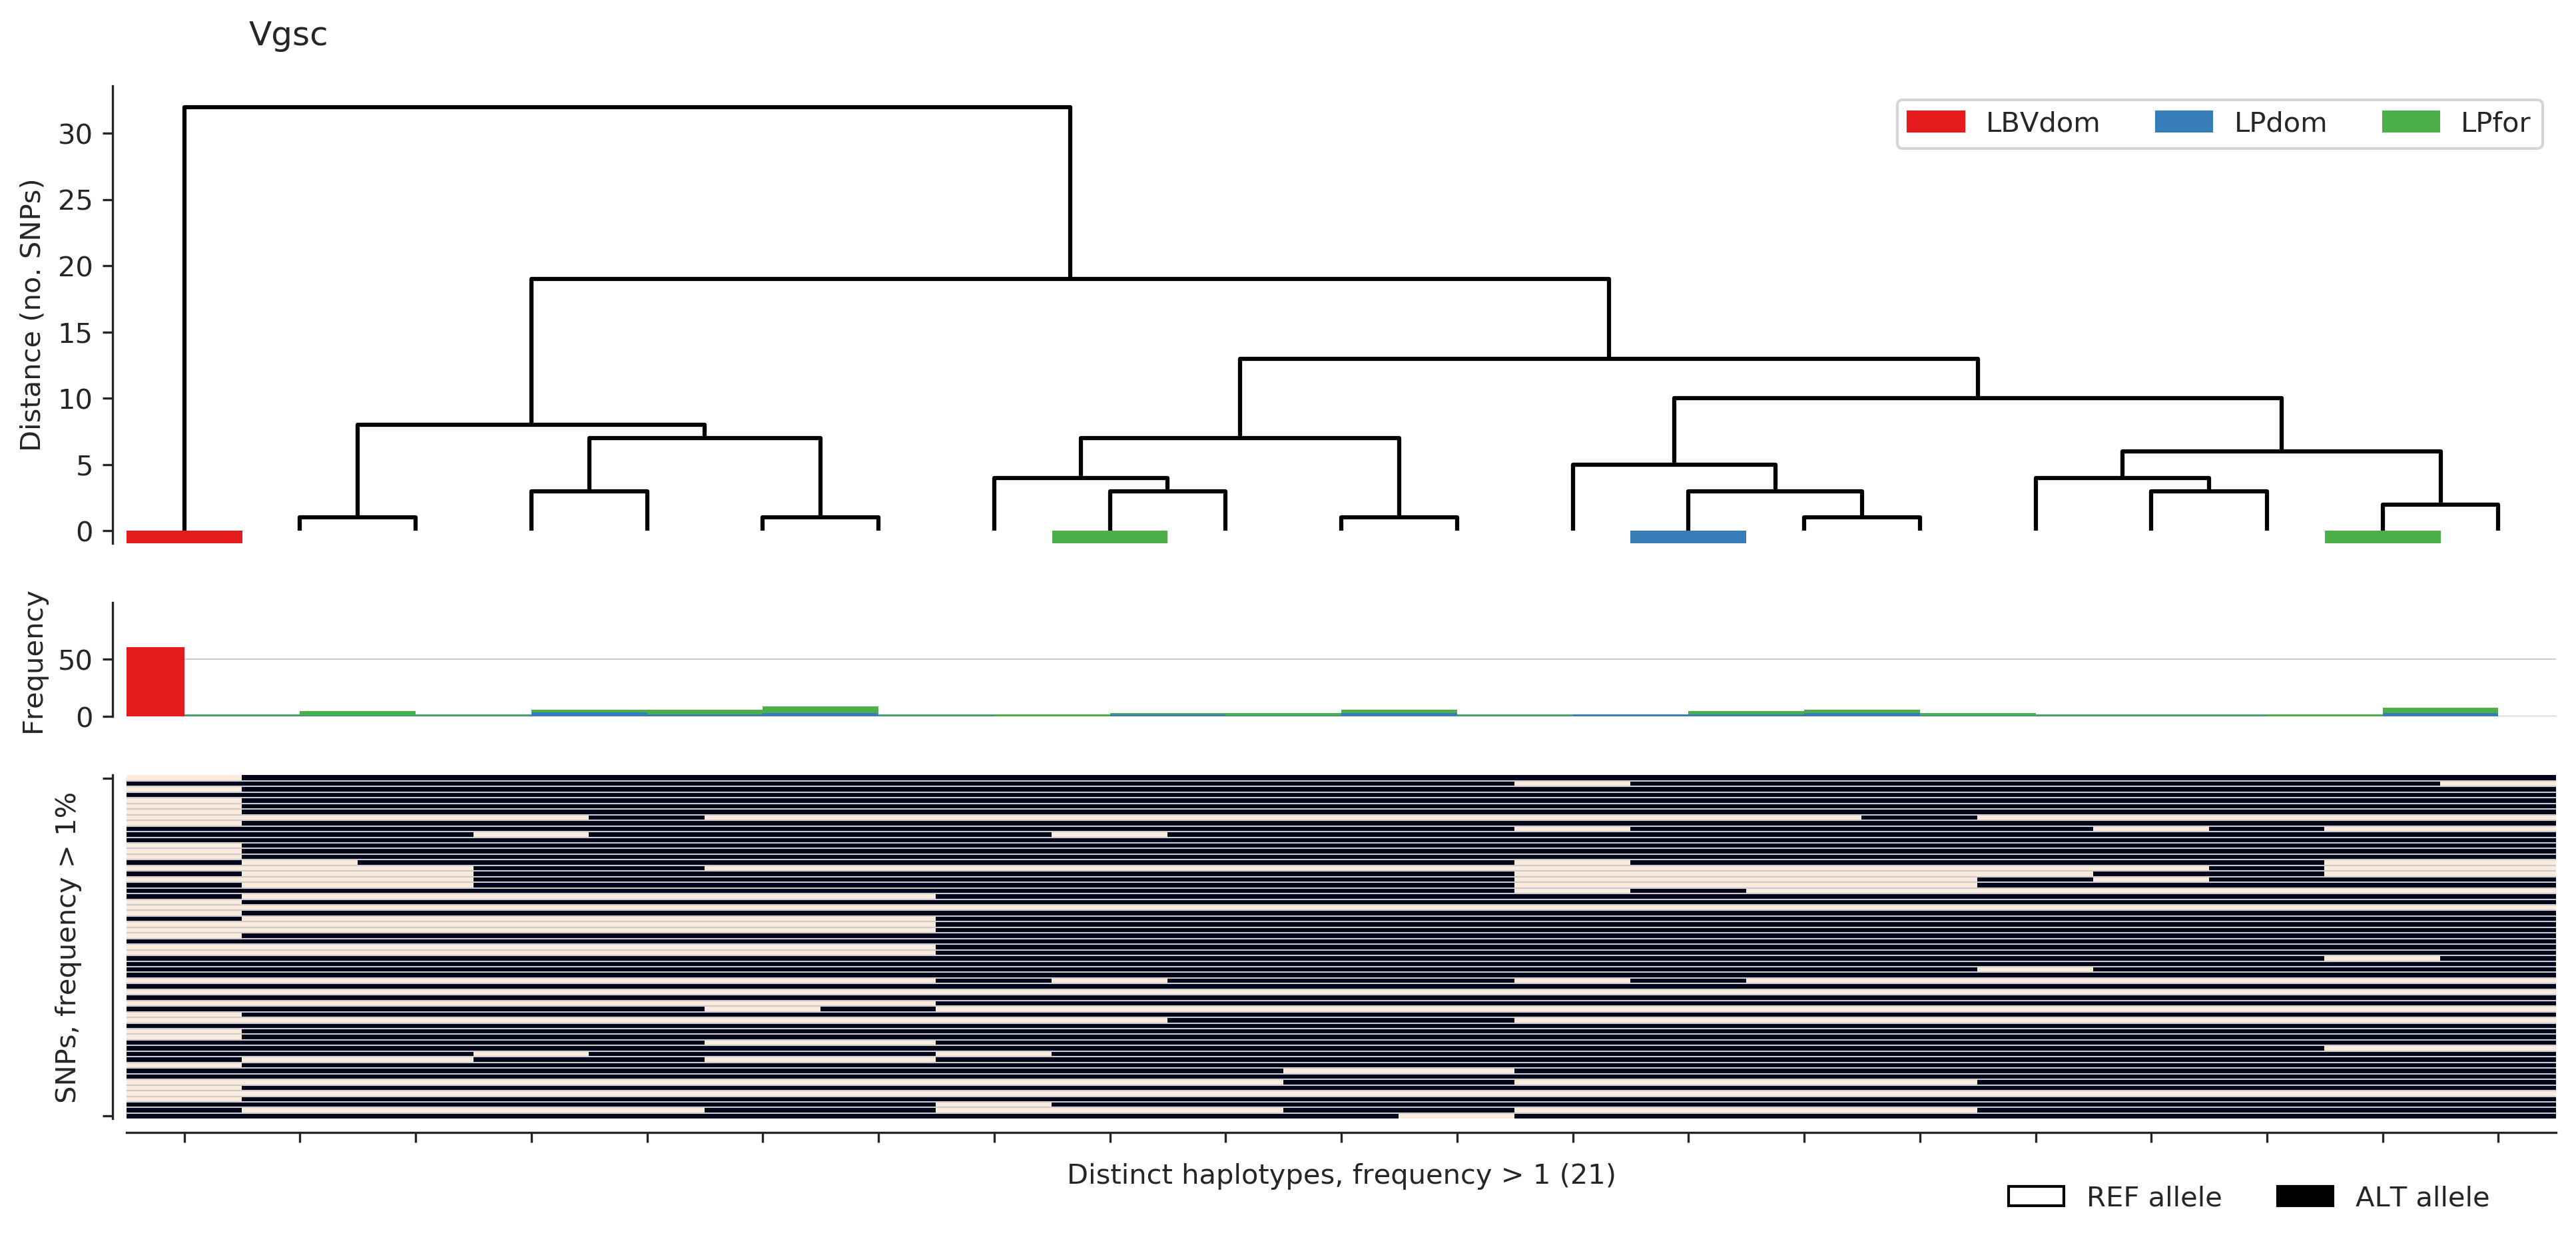 Vgsc
LBVdom LPdom LPfor
Distance (no. SNPs)
30
25
20
15
10
5
0
Frequency
50
0
SNPs, frequency > 1%
Distinct haplotypes, frequency > 1 (21)
REF allele ALT allele